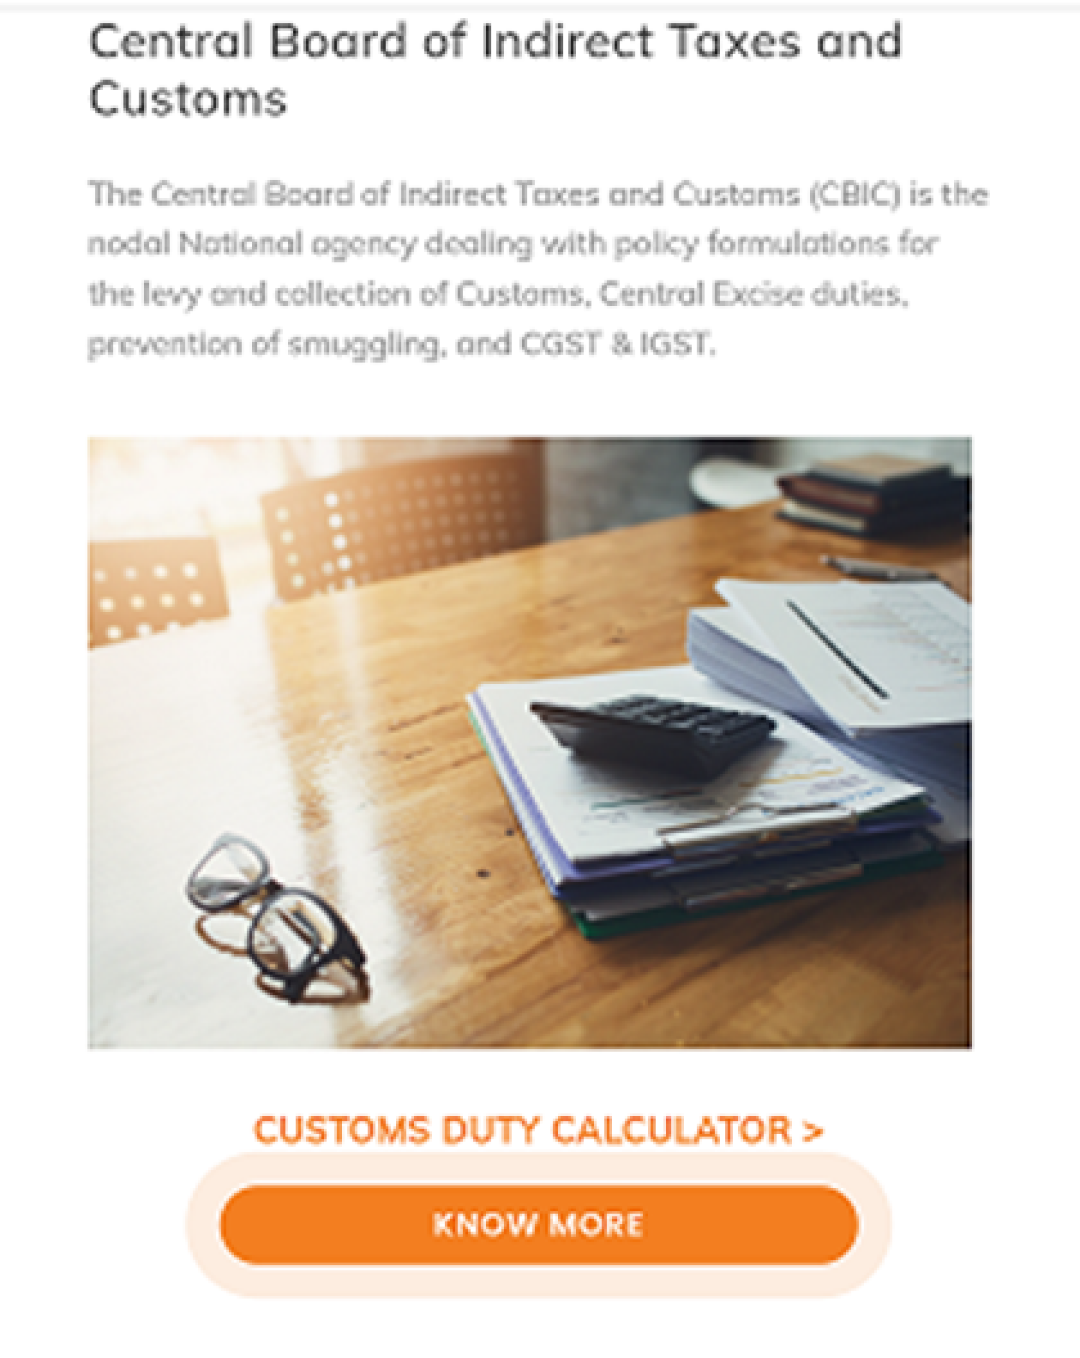 Central Board of Indirect Taxes and
Customs
The Central Board of Indirect Taxes and Customs (CBIC) is the
nodal National agency dealing with policy formulations for
the levy and collection of Customs, Central Excise duties,
prevention of smuggling, and CGST & IGST.
CUSTOMS DUTY CALCULATOR >
KNOW MORE